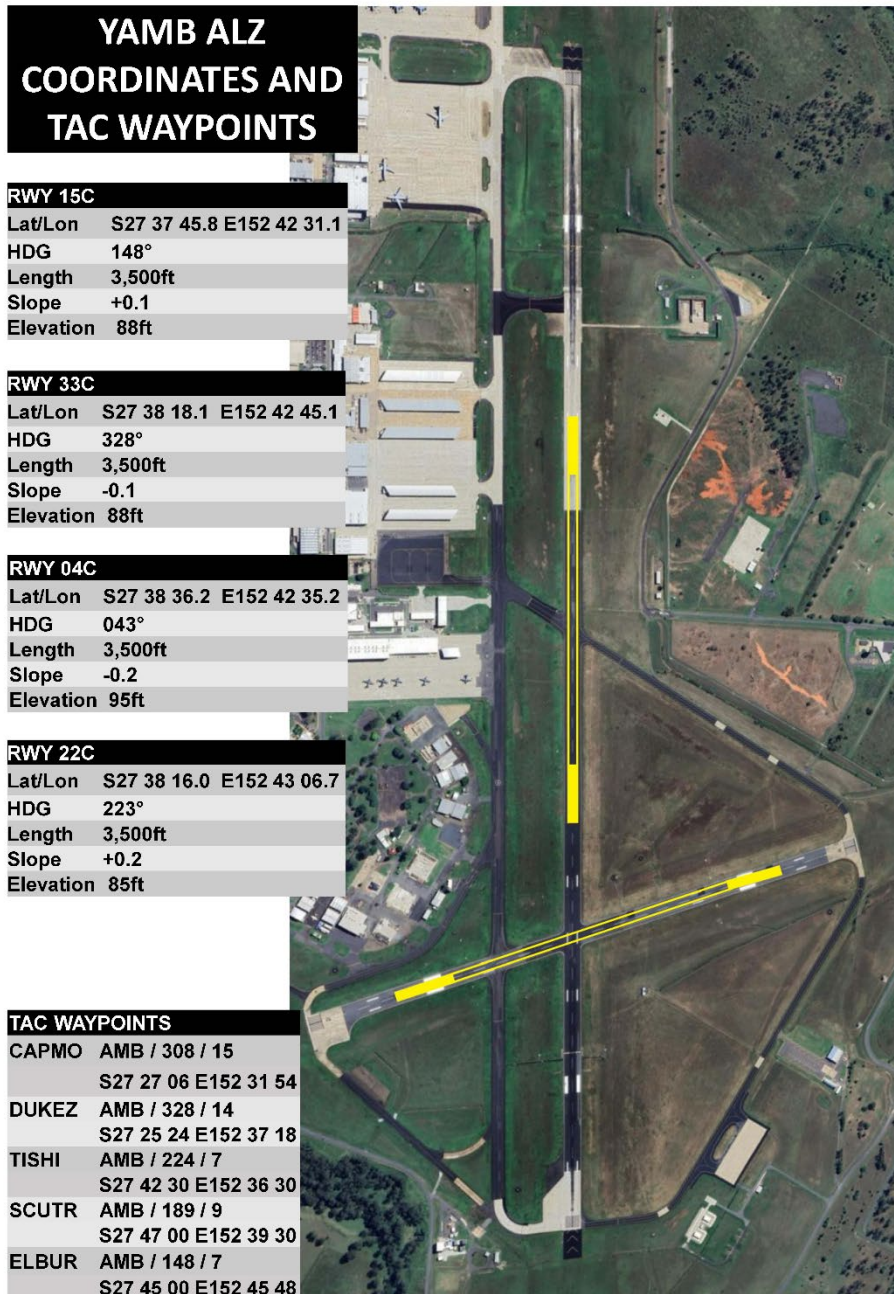 YAMB ALZ
COORDINATES AND
TAC WAYPOINTS
RWY 15C
Lat/Lon S27 37 45.8 E152 42 31.1
HDG 148°
Length 3,500ft
Slope +0.1
Elevation 88ft
RWY 33C
Lat/Lon S27 38 18.1 E152 42 45.1
HDG 328°
Length 3,500ft
Slope -0.1
Elevation 88ft
RWY 04C
Lat/Lon S27 38 36.2 E152 42 35.2
HDG 043°
Length 3,500ft
Slope -0.2
Elevation 95ft
RWY 22C
Lat/Lon S27 38 16.0 E152 43 06.7
HDG 223°
Length 3,500ft
Slope +0.2
Elevation 85ft
TAC WAYPOINTS
CAPMO AMB / 308 / 15
S27 27 06 E152 31 54
DUKEZ AMB / 328 / 14
S27 25 24 E152 37 18
TISHI AMB / 224 / 7
S27 42 30 E152 36 30
SCUTR AMB / 189 / 9
S27 47 00 E152 39 30
ELBUR AMB / 148 / 7
S27 45 00 E152 45 48